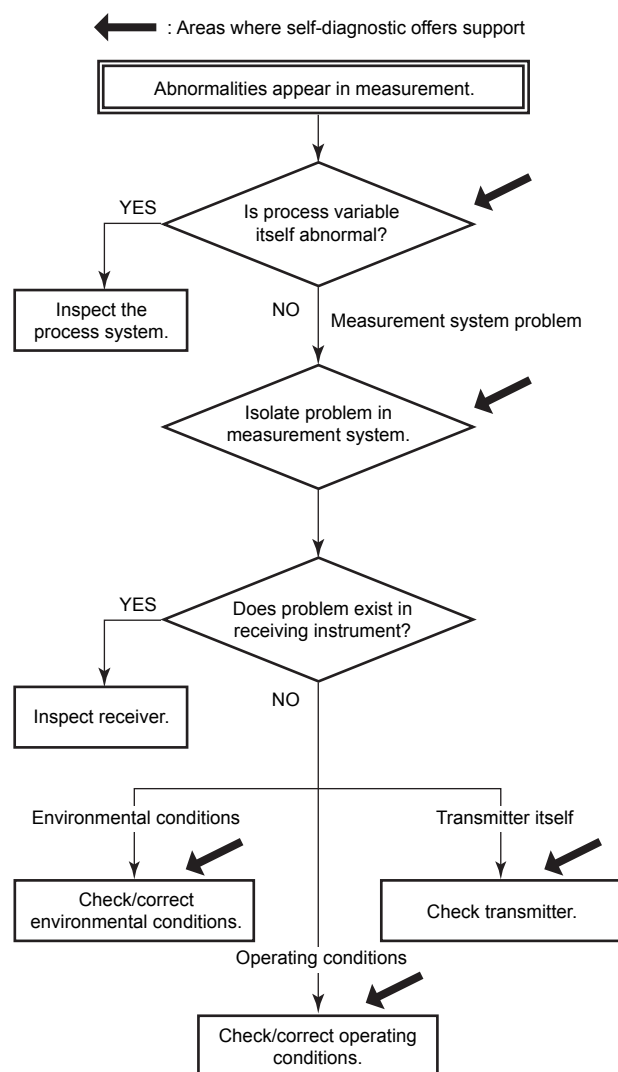 : Areas where self-diagnostic offers support
Abnormalities appear in measurement.
YES
Is process variable
itself abnormal?
Inspect the
process system.
NO
Measurement system problem
Isolate problem in
measurement system.
YES
Does problem exist in
receiving instrument?
Inspect receiver.
NO
Environmental conditions
Transmitter itself
Check/correct
environmental conditions.
Check transmitter.
Operating conditions
Check/correct operating
conditions.